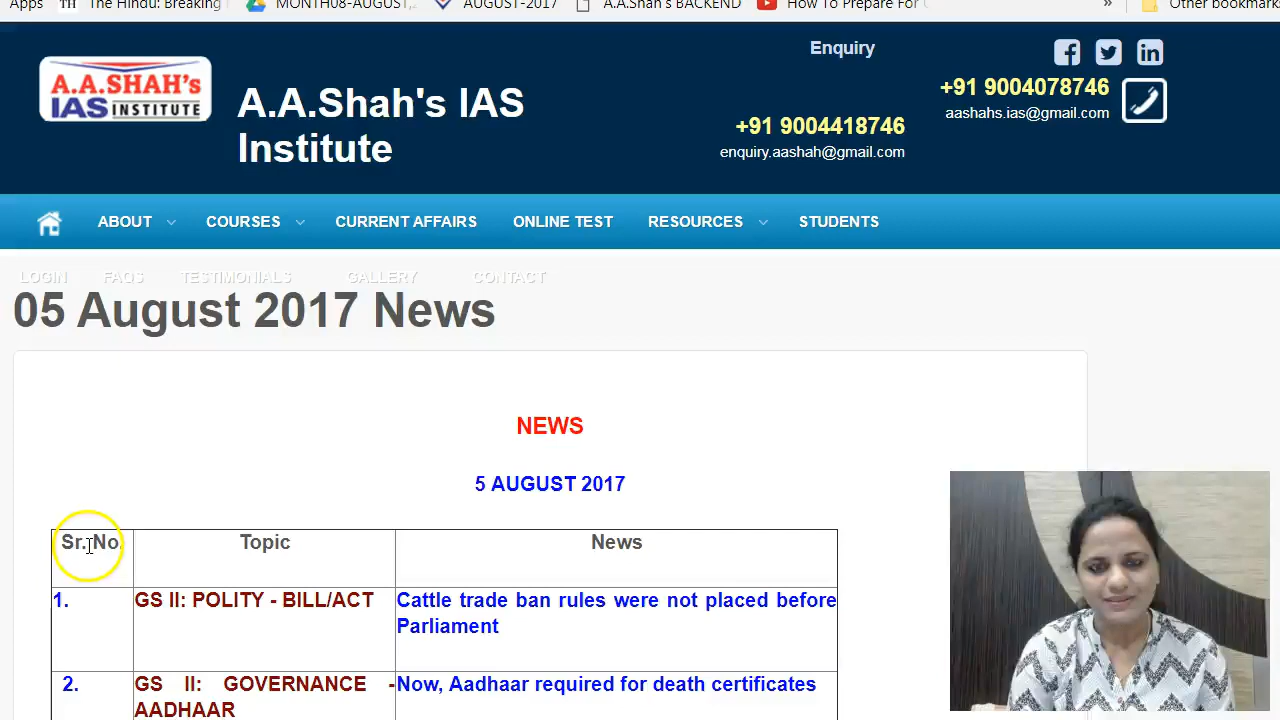 Apps The Hindu: Breaking MONTH08-AUGUST, AUGUST-2017 A.A.Shah's BACKEND How To Prepare For » Other bookmark
A.A.SHAH's
IAS INSTITUTE
A.A.Shah's IAS
Institute
Enquiry
+91 9004418746
enquiry.aashah@gmail.com
+91 9004078746
aashahs.ias@gmail.com
ABOUT COURSES CURRENT AFFAIRS ONLINE TEST RESOURCES STUDENTS
LOGIN FAQS TESTIMONIALS GALLERY CONTACT
05 August 2017 News
NEWS
5 AUGUST 2017
Sr. No. Topic News
1. GS II: POLITY - BILL/ACT Cattle trade ban rules were not placed before
Parliament
2. GS II: GOVERNANCE - Now, Aadhaar required for death certificates
AADHAAR